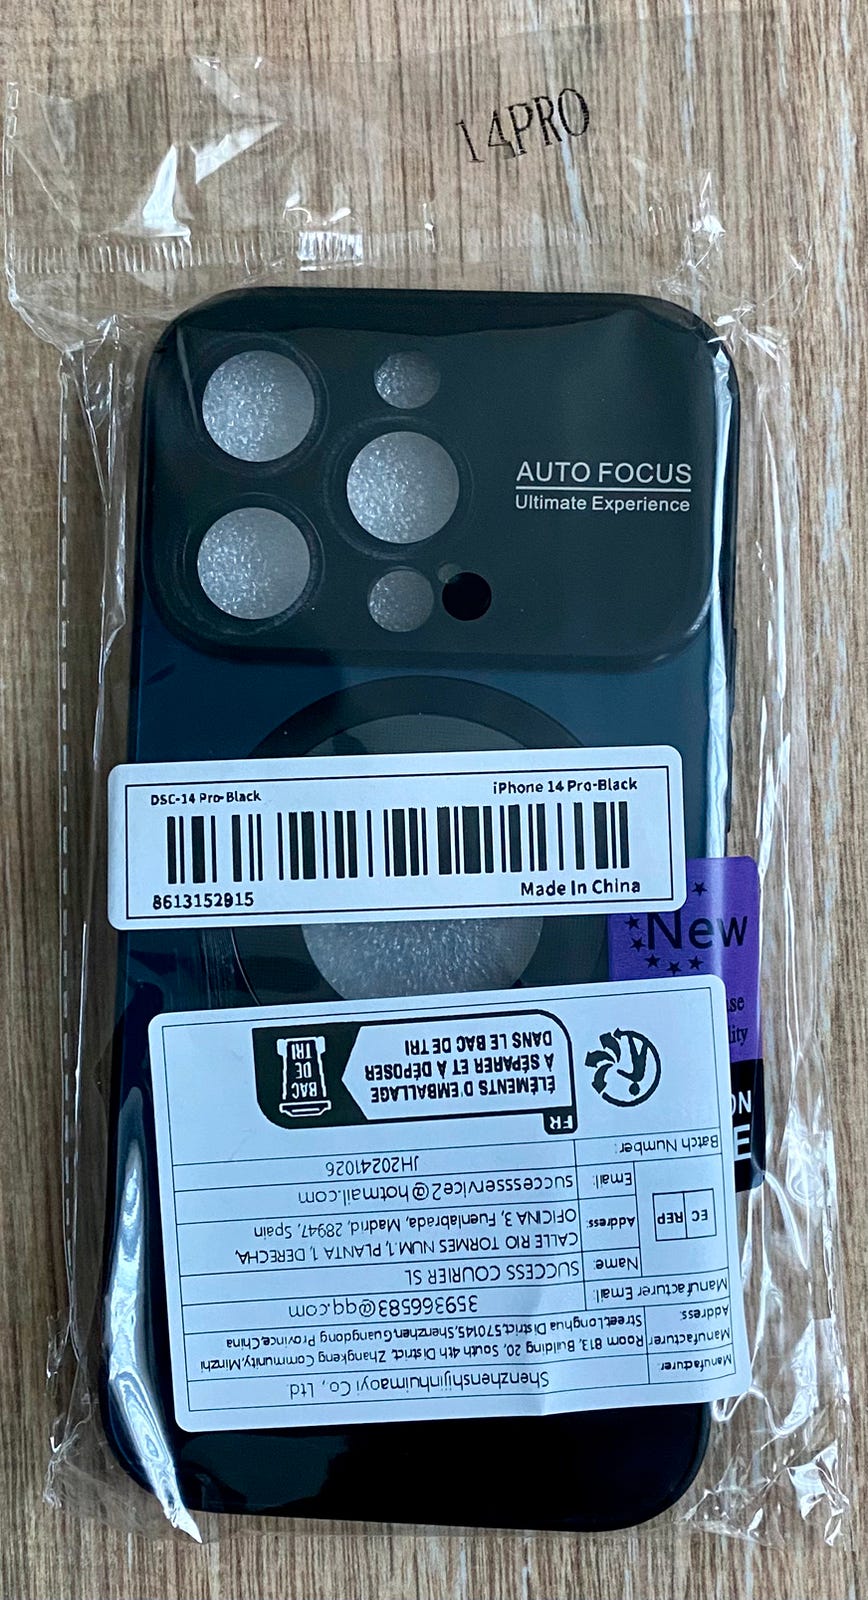 14PRO
AUTO FOCUS
Ultimate Experience
DSC-14 Pro-Black
iPhone 14 Pro-Black
8613152915
Made In China
New
FR
ÉLÉMENTS D'EMBALLAGE
À SÉPARER ET À DÉPOSER
DANS LE BAC DE TRI
BAC
DE
TRI
Manufacturer: Shenzhenshijinhuimaoyi Co., Ltd
Manufacturer Address: Room 813, Building 20, South 4th District, Zhangkeng Community,Minzhi
Street,Longhua District,570145,Shenzhen,Guangdong Province,China
Manufacturer Email: 359366583@qq.com
EC REP
Name: SUCCESS COURIER SL
Address: CALLE RIO TORMES NUM.1, PLANTA 1, DERECHA,
OFICINA 3, Fuenlabrada, Madrid, 28947, Spain
Email: successservice2@hotmail.com
Batch Number: JH20241026